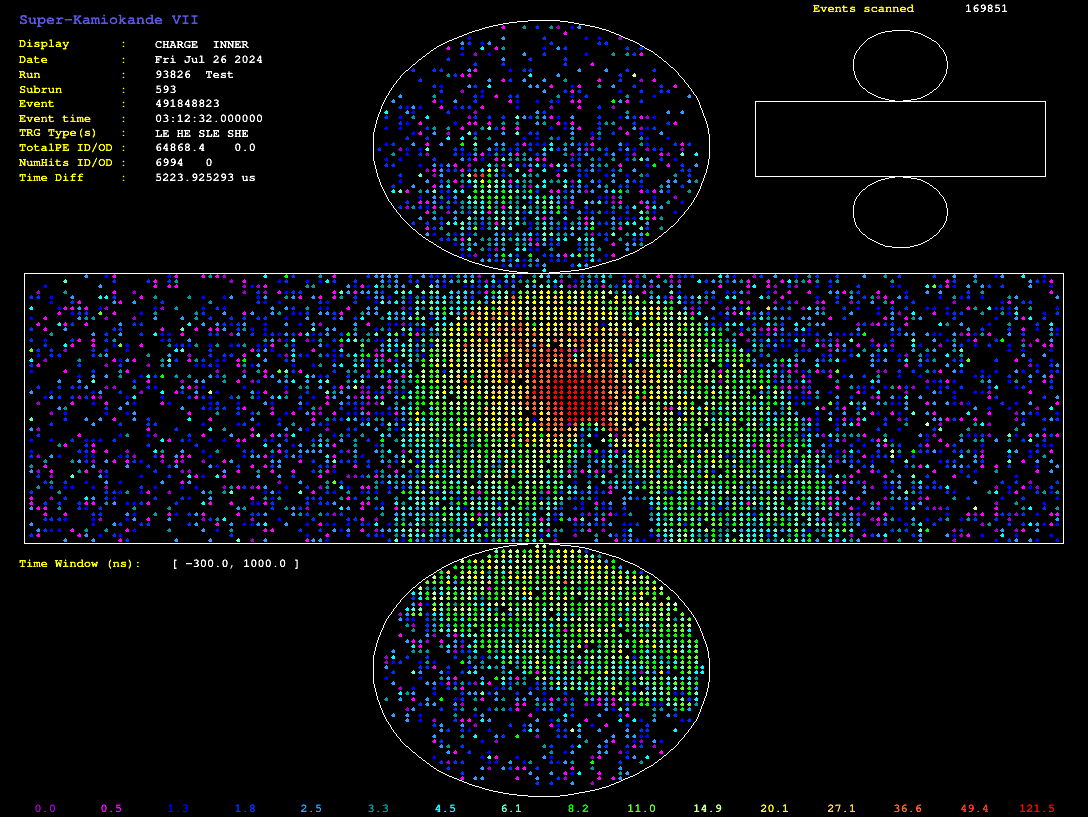 Super-Kamiokande VII
Events scanned 169851
Display : CHARGE INNER
Date : Fri Jul 26 2024
Run : 93826 Test
Subrun : 593
Event : 491848823
Event time : 03:12:32.000000
TRG Type(s) : LE HE SLE SHE
TotalPE ID/OD : 64868.4 0.0
NumHits ID/OD : 6994 0
Time Diff : 5223.925293 us
Time Window (ns): [ -300.0, 1000.0 ]
0.0 0.5 1.3 1.8 2.5 3.3 4.5 6.1 8.2 11.0 14.9 20.1 27.1 36.6 49.4 121.5